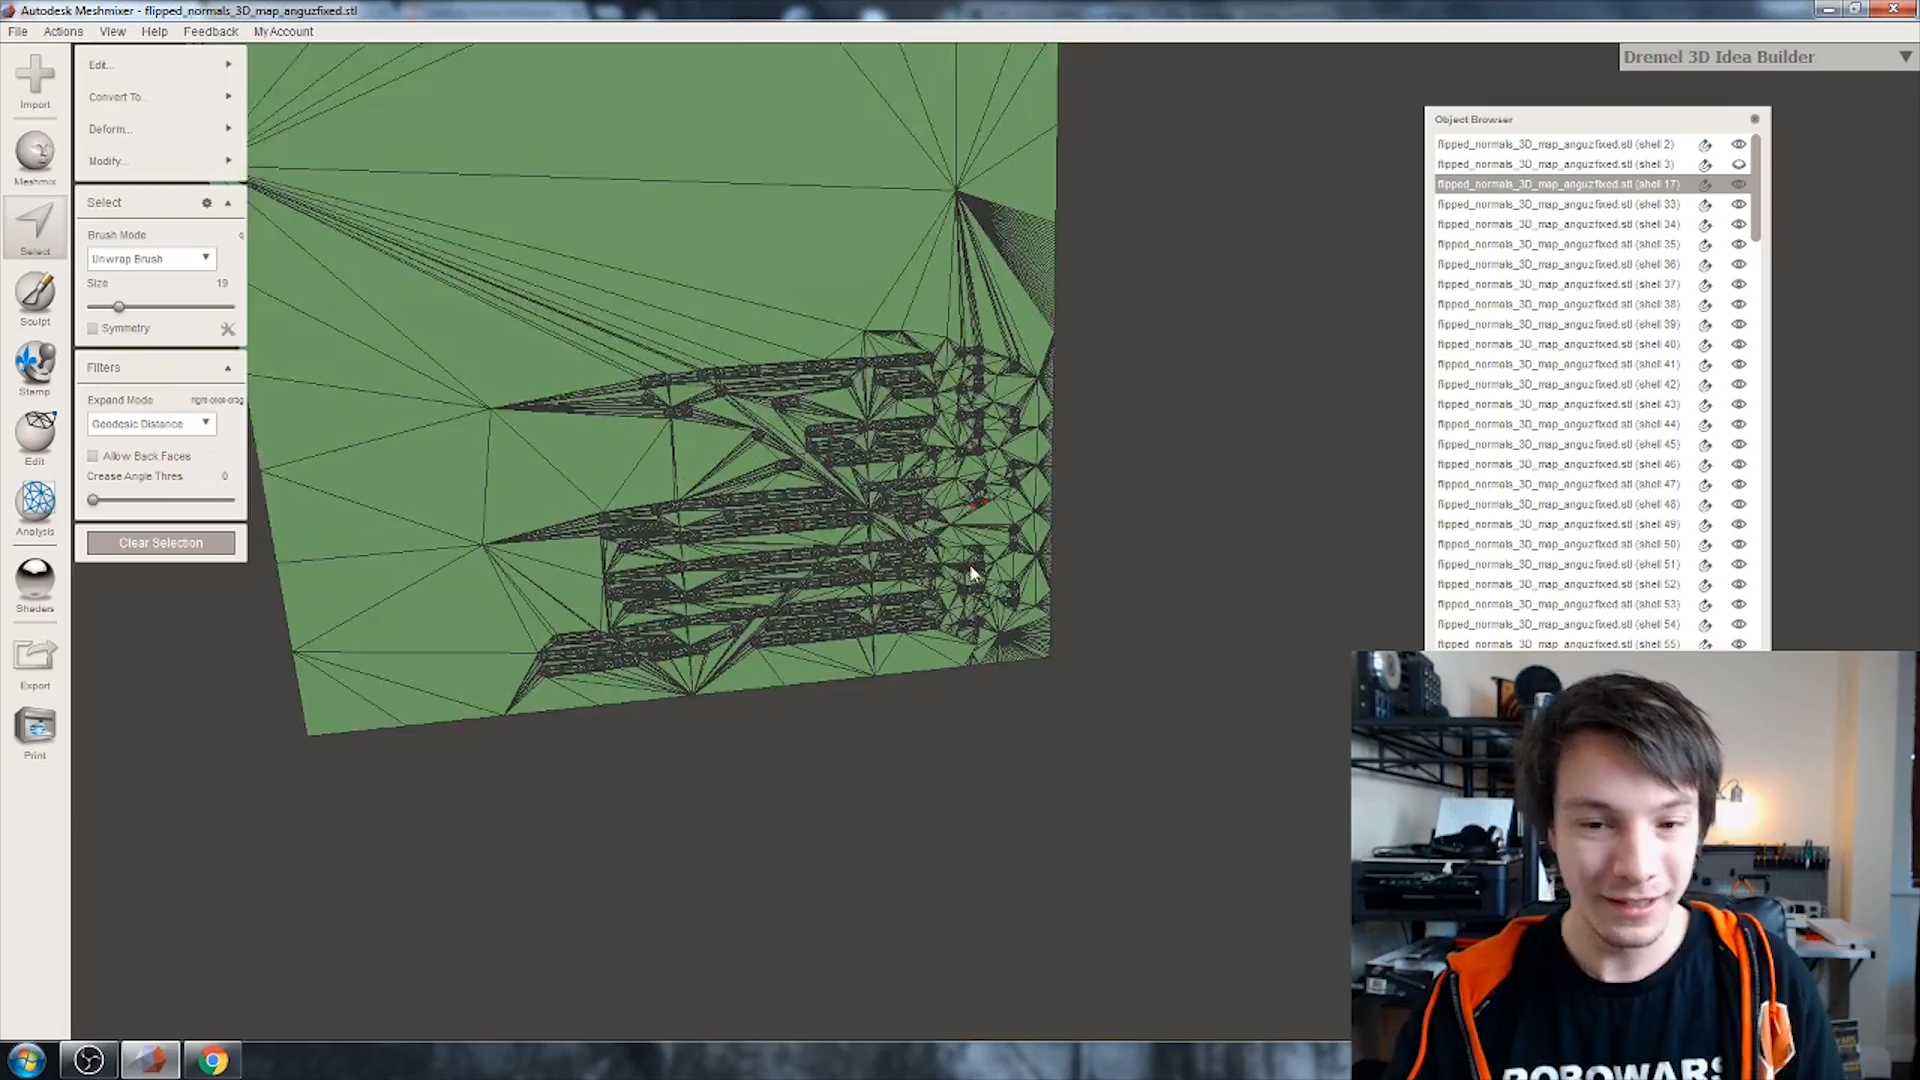 Autodesk Meshmixer - flipped_normals_3D_map_anguzfixed.stl
File Actions View Help Feedback MyAccount
Dremel 3D Idea Builder
Import
Meshmix
Select
Sculpt
Stamp
Edit
Analysis
Shaders
Export
Print
Edit...
Convert To...
Deform...
Modify...
Select
Brush Mode
Unwrap Brush
Size 19
Symmetry
Filters
Expand Mode right-click-drag
Geodesic Distance
Allow Back Faces
Crease Angle Thres 0
Clear Selection
Object Browser
flipped_normals_3D_map_anguzfixed.stl (shell 2)
flipped_normals_3D_map_anguzfixed.stl (shell 3)
flipped_normals_3D_map_anguzfixed.stl (shell 17)
flipped_normals_3D_map_anguzfixed.stl (shell 33)
flipped_normals_3D_map_anguzfixed.stl (shell 34)
flipped_normals_3D_map_anguzfixed.stl (shell 35)
flipped_normals_3D_map_anguzfixed.stl (shell 36)
flipped_normals_3D_map_anguzfixed.stl (shell 37)
flipped_normals_3D_map_anguzfixed.stl (shell 38)
flipped_normals_3D_map_anguzfixed.stl (shell 39)
flipped_normals_3D_map_anguzfixed.stl (shell 40)
flipped_normals_3D_map_anguzfixed.stl (shell 41)
flipped_normals_3D_map_anguzfixed.stl (shell 42)
flipped_normals_3D_map_anguzfixed.stl (shell 43)
flipped_normals_3D_map_anguzfixed.stl (shell 44)
flipped_normals_3D_map_anguzfixed.stl (shell 45)
flipped_normals_3D_map_anguzfixed.stl (shell 46)
flipped_normals_3D_map_anguzfixed.stl (shell 47)
flipped_normals_3D_map_anguzfixed.stl (shell 48)
flipped_normals_3D_map_anguzfixed.stl (shell 49)
flipped_normals_3D_map_anguzfixed.stl (shell 50)
flipped_normals_3D_map_anguzfixed.stl (shell 51)
flipped_normals_3D_map_anguzfixed.stl (shell 52)
flipped_normals_3D_map_anguzfixed.stl (shell 53)
flipped_normals_3D_map_anguzfixed.stl (shell 54)
flipped_normals_3D_map_anguzfixed.stl (shell 55)
ROBOWARS